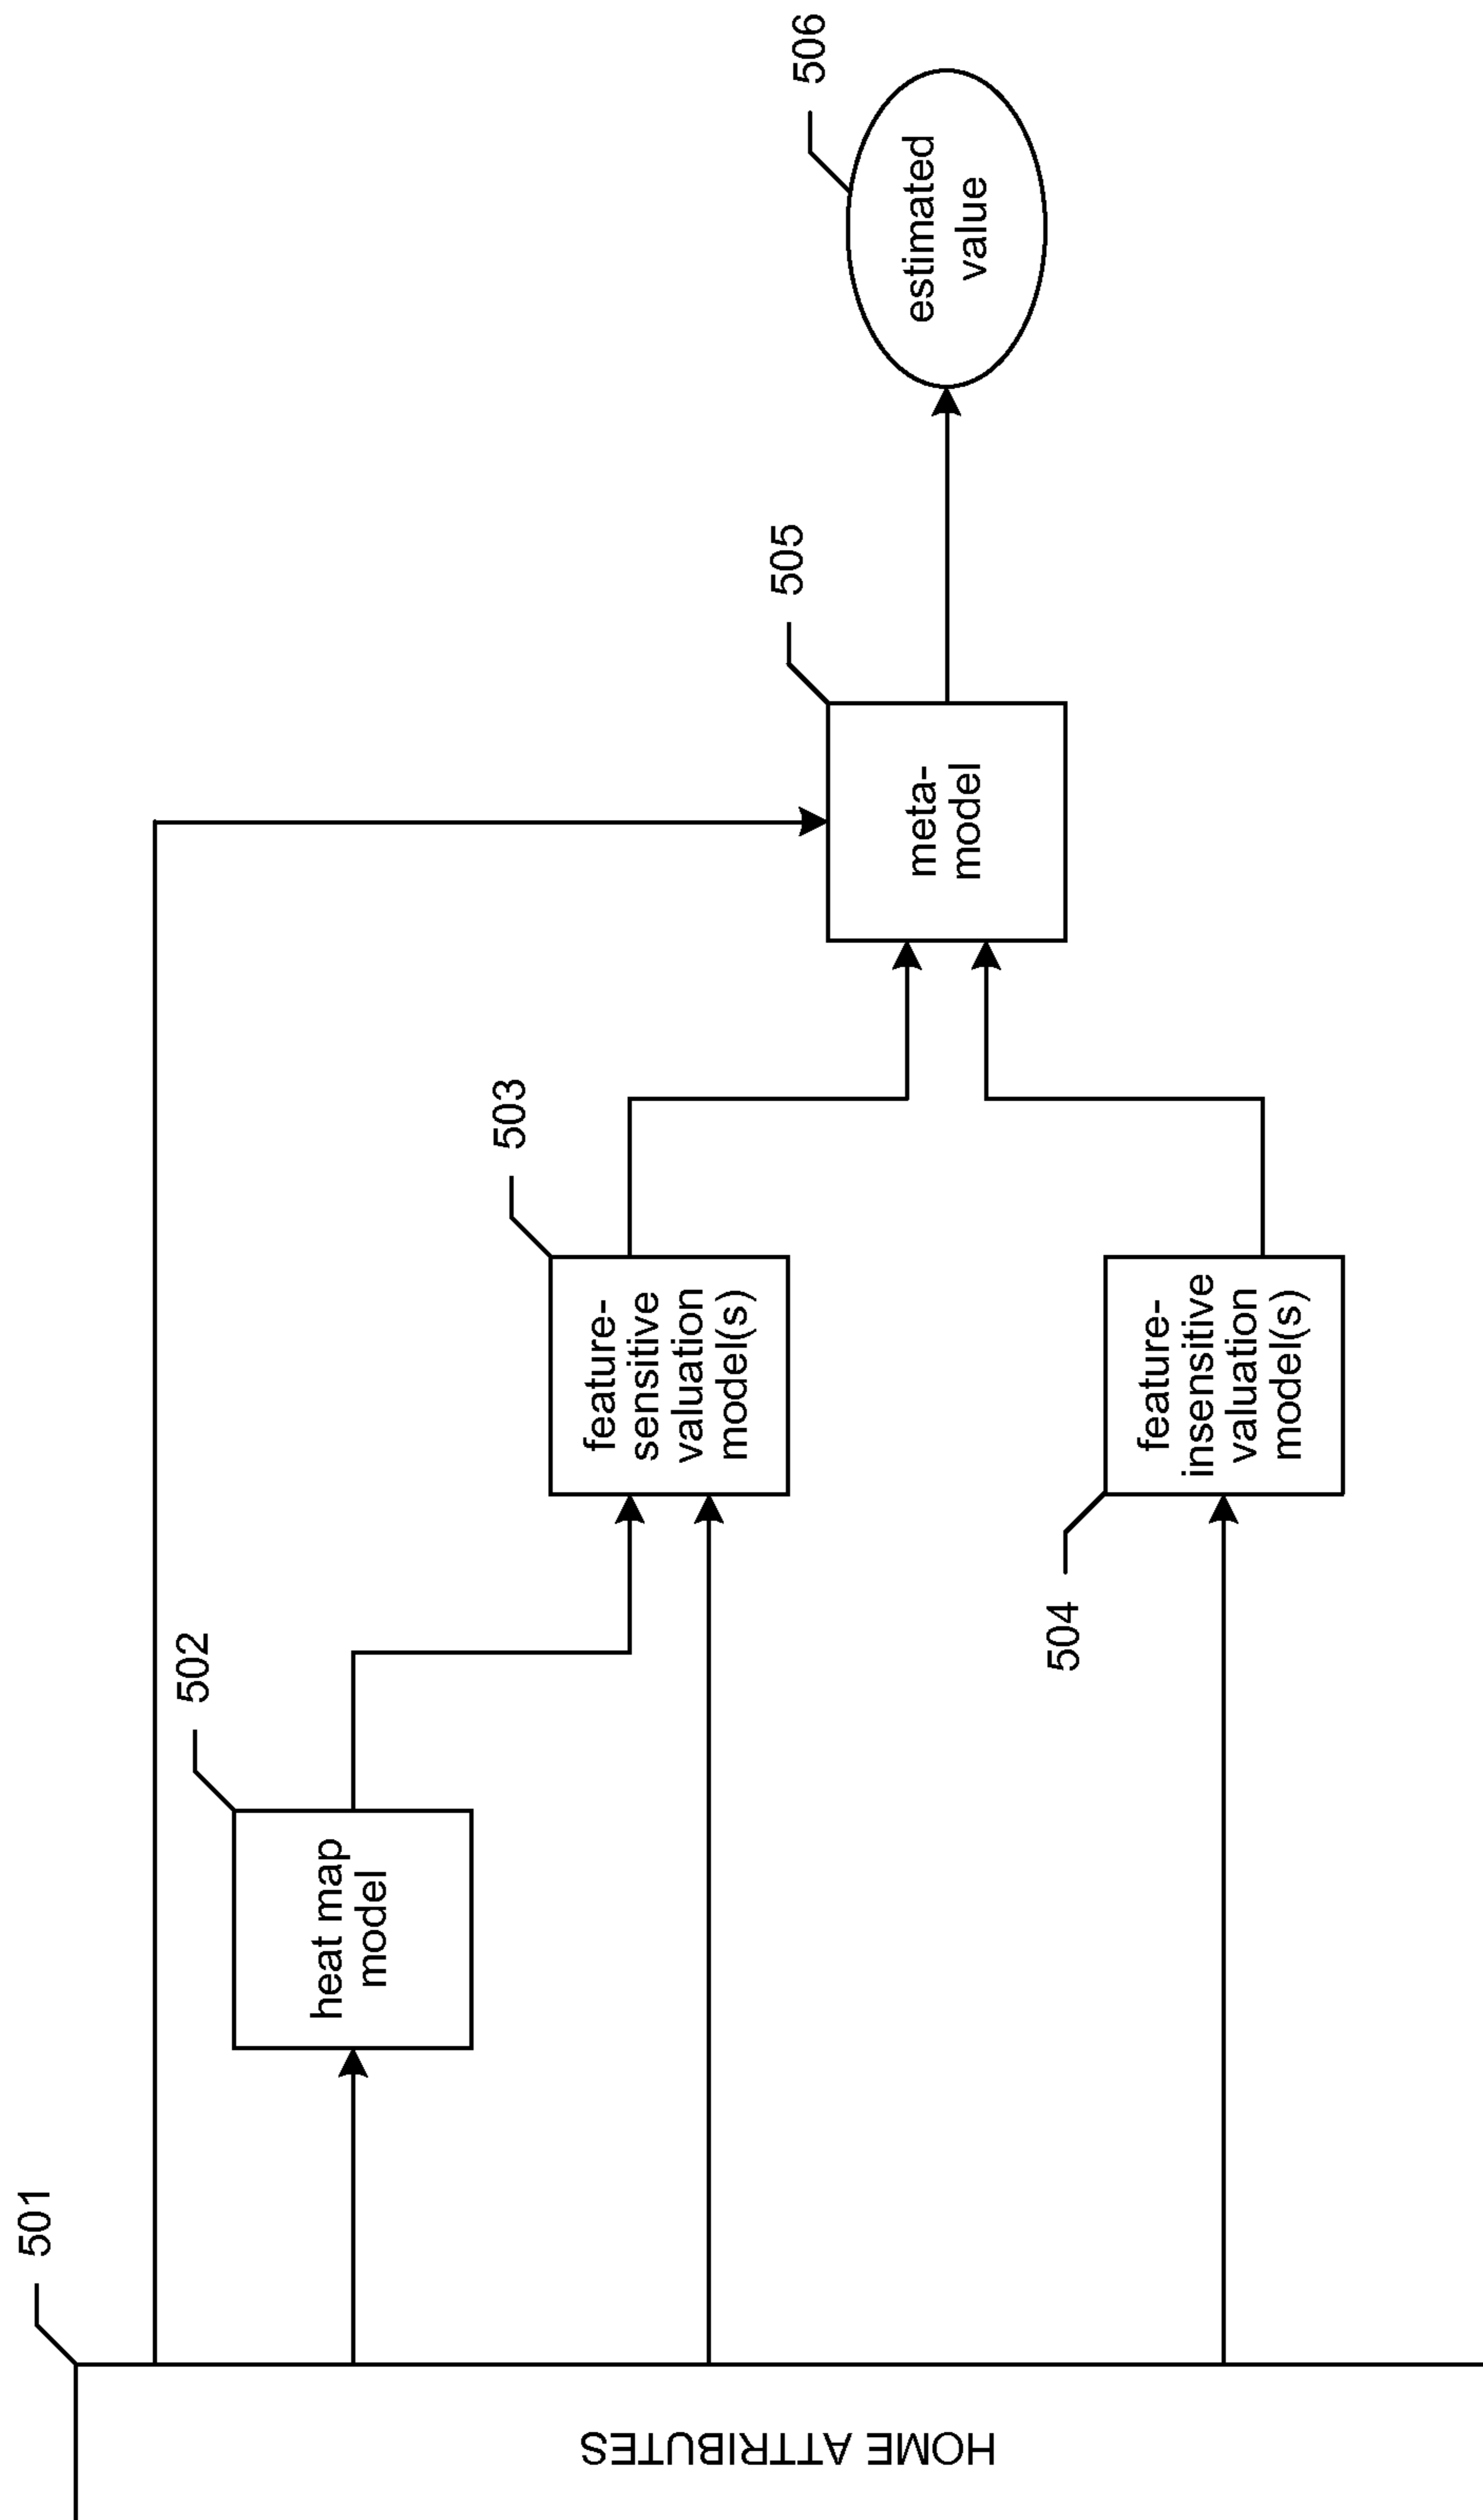 501
HOME ATTRIBUTES
502
heat map
model
503
feature-
sensitive
valuation
model(s)
504
feature-
insensitive
valuation
model(s)
505
meta-
model
506
estimated
value